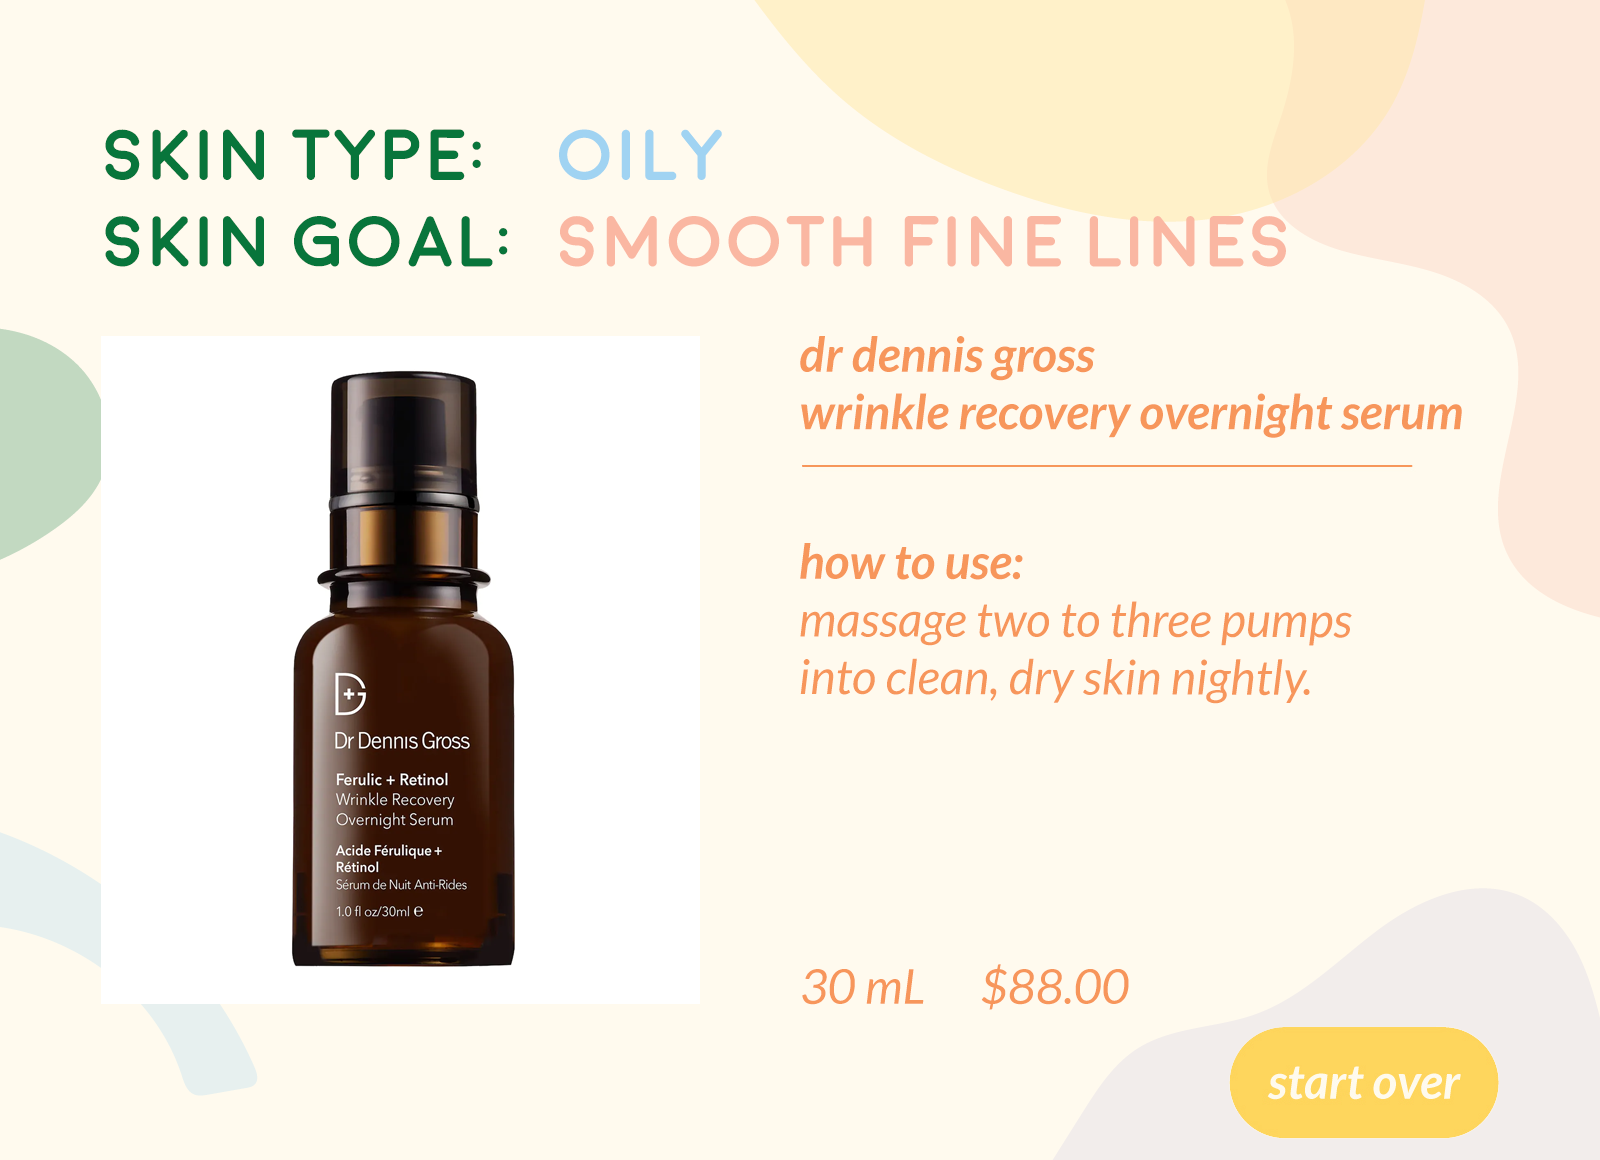 SKIN TYPE: OILY
SKIN GOAL: SMOOTH FINE LINES
dr dennis gross
wrinkle recovery overnight serum
how to use:
massage two to three pumps
into clean, dry skin nightly.
30 mL $88.00
start over
D+G
Dr Dennis Gross
Ferulic + Retinol
Wrinkle Recovery
Overnight Serum
Acide Férulique +
Rétinol
Sérum de Nuit Anti-Rides
1.0 fl oz/30ml ℮